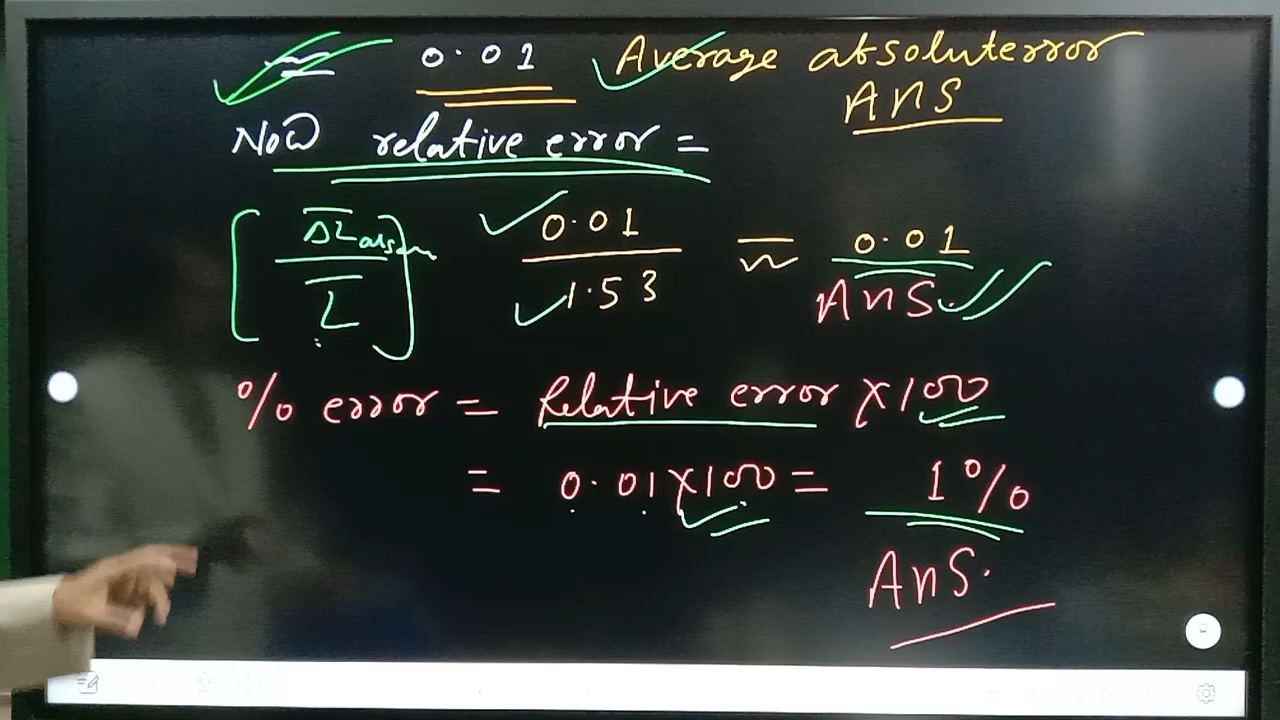 ≈ 0.01 Average absoluterror
Ans
Now relative error =
[ΔL / L] 0.01 / 1.53 ≈ 0.01
Ans.
% error = Relative error × 100
= 0.01 × 100 = 1%
Ans.